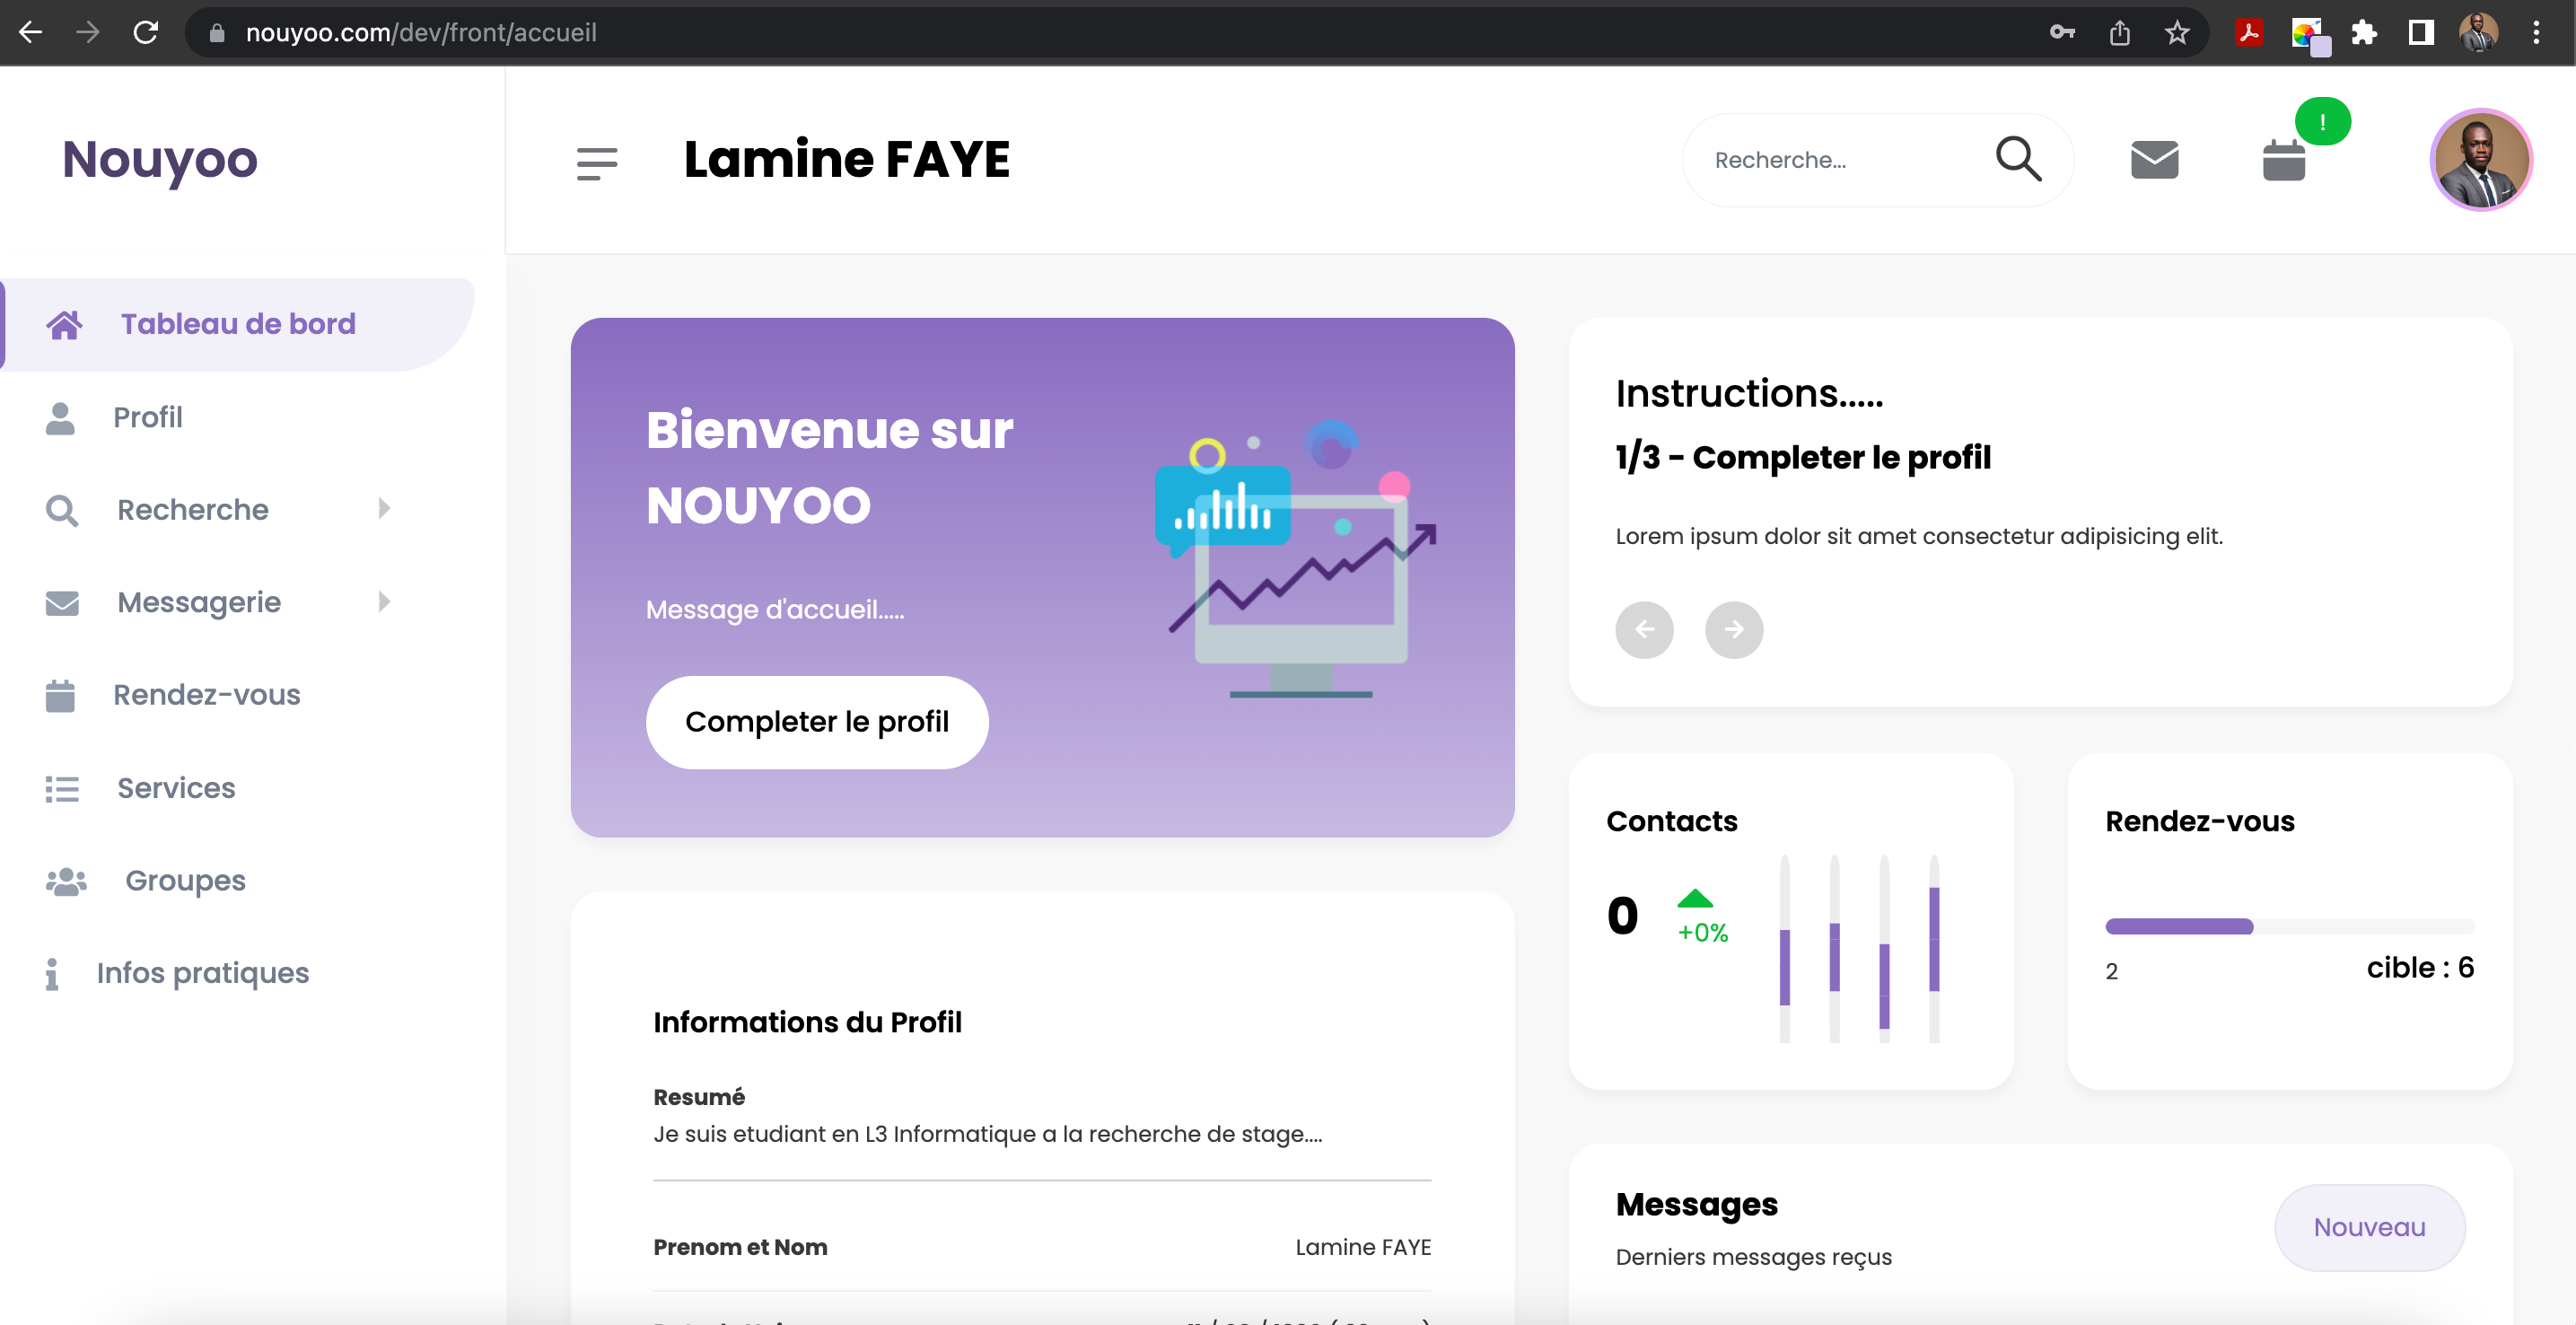 nouyoo.com/dev/front/accueil
Nouyoo
Lamine FAYE
Recherche...
!
Tableau de bord
Profil
Recherche
Messagerie
Rendez-vous
Services
Groupes
Infos pratiques
Bienvenue sur
NOUYOO
Message d'accueil.....
Completer le profil
Informations du Profil
Resumé
Je suis etudiant en L3 Informatique a la recherche de stage....
Prenom et Nom
Lamine FAYE
Instructions.....
1/3 - Completer le profil
Lorem ipsum dolor sit amet consectetur adipisicing elit.
Contacts
0
+0%
Rendez-vous
2
cible : 6
Messages
Nouveau
Derniers messages reçus